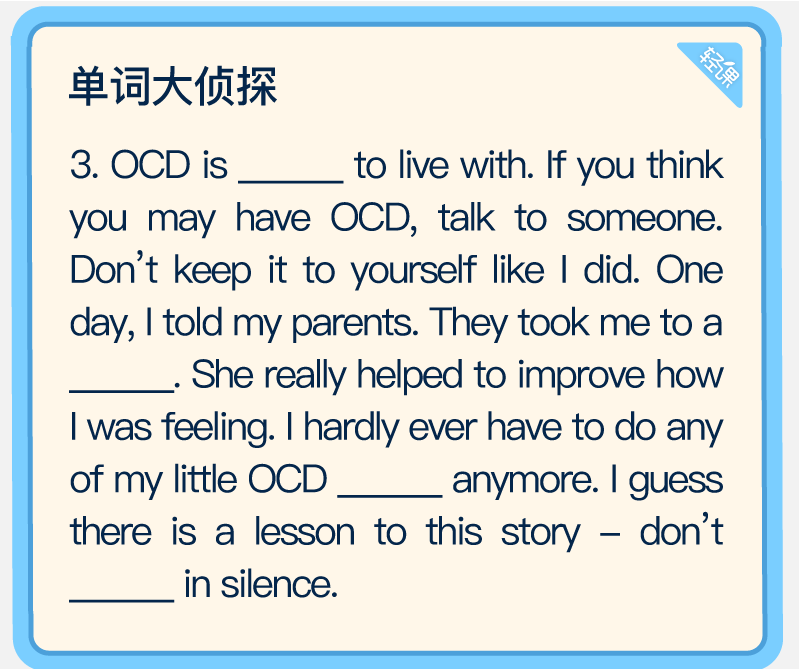 单词大侦探
轻课
3. OCD is ______ to live with. If you think
you may have OCD, talk to someone.
Don’t keep it to yourself like I did. One
day, I told my parents. They took me to a
______. She really helped to improve how
I was feeling. I hardly ever have to do any
of my little OCD ______ anymore. I guess
there is a lesson to this story – don’t
______ in silence.